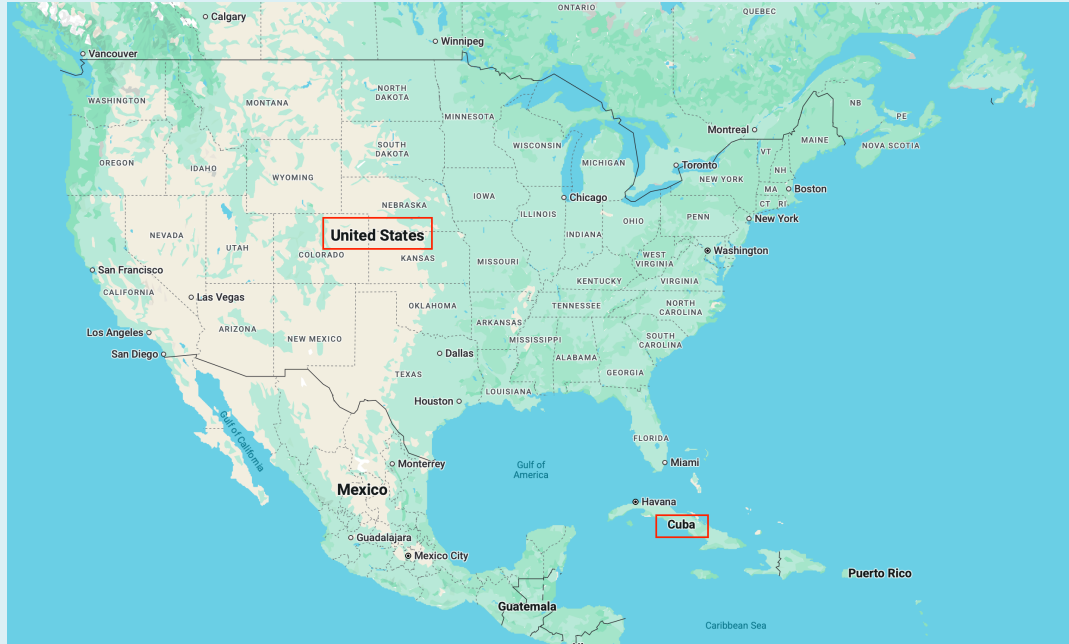 ONTARIO
QUEBEC
Calgary
Winnipeg
Vancouver
WASHINGTON
MONTANA
NORTH
DAKOTA
MINNESOTA
NB
PE
Montreal
MAINE
NOVA SCOTIA
OREGON
IDAHO
SOUTH
DAKOTA
WISCONSIN
MICHIGAN
Toronto
VT
NH
WYOMING
NEW YORK
MA
Boston
IOWA
Chicago
NEBRASKA
CT
RI
ILLINOIS
OHIO
PENN
New York
NEVADA
United States
INDIANA
UTAH
COLORADO
KANSAS
MISSOURI
WEST
VIRGINIA
Washington
San Francisco
CALIFORNIA
Las Vegas
KENTUCKY
VIRGINIA
OKLAHOMA
TENNESSEE
NORTH
CAROLINA
Los Angeles
ARIZONA
NEW MEXICO
ARKANSAS
MISSISSIPPI
SOUTH
CAROLINA
San Diego
Dallas
ALABAMA
TEXAS
GEORGIA
LOUISIANA
Houston
Gulf of California
FLORIDA
Monterrey
Gulf of
America
Miami
Mexico
Havana
Cuba
Guadalajara
Mexico City
Puerto Rico
Guatemala
Caribbean Sea